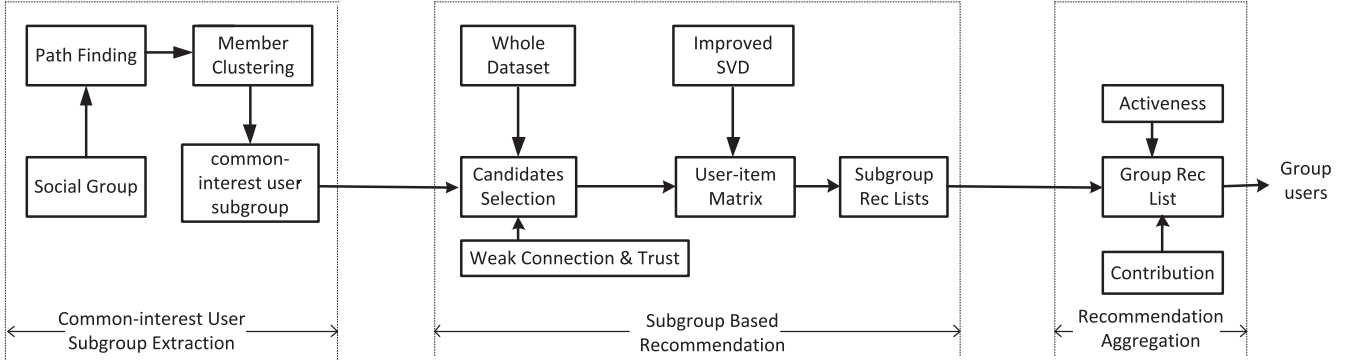 Path Finding
Member
Clustering
Social Group
common-
interest user
subgroup
Common-interest User
Subgroup Extraction
Whole
Dataset
Improved
SVD
Candidates
Selection
User-item
Matrix
Subgroup
Rec Lists
Weak Connection & Trust
Subgroup Based
Recommendation
Activeness
Group Rec
List
Contribution
Group
users
Recommendation
Aggregation